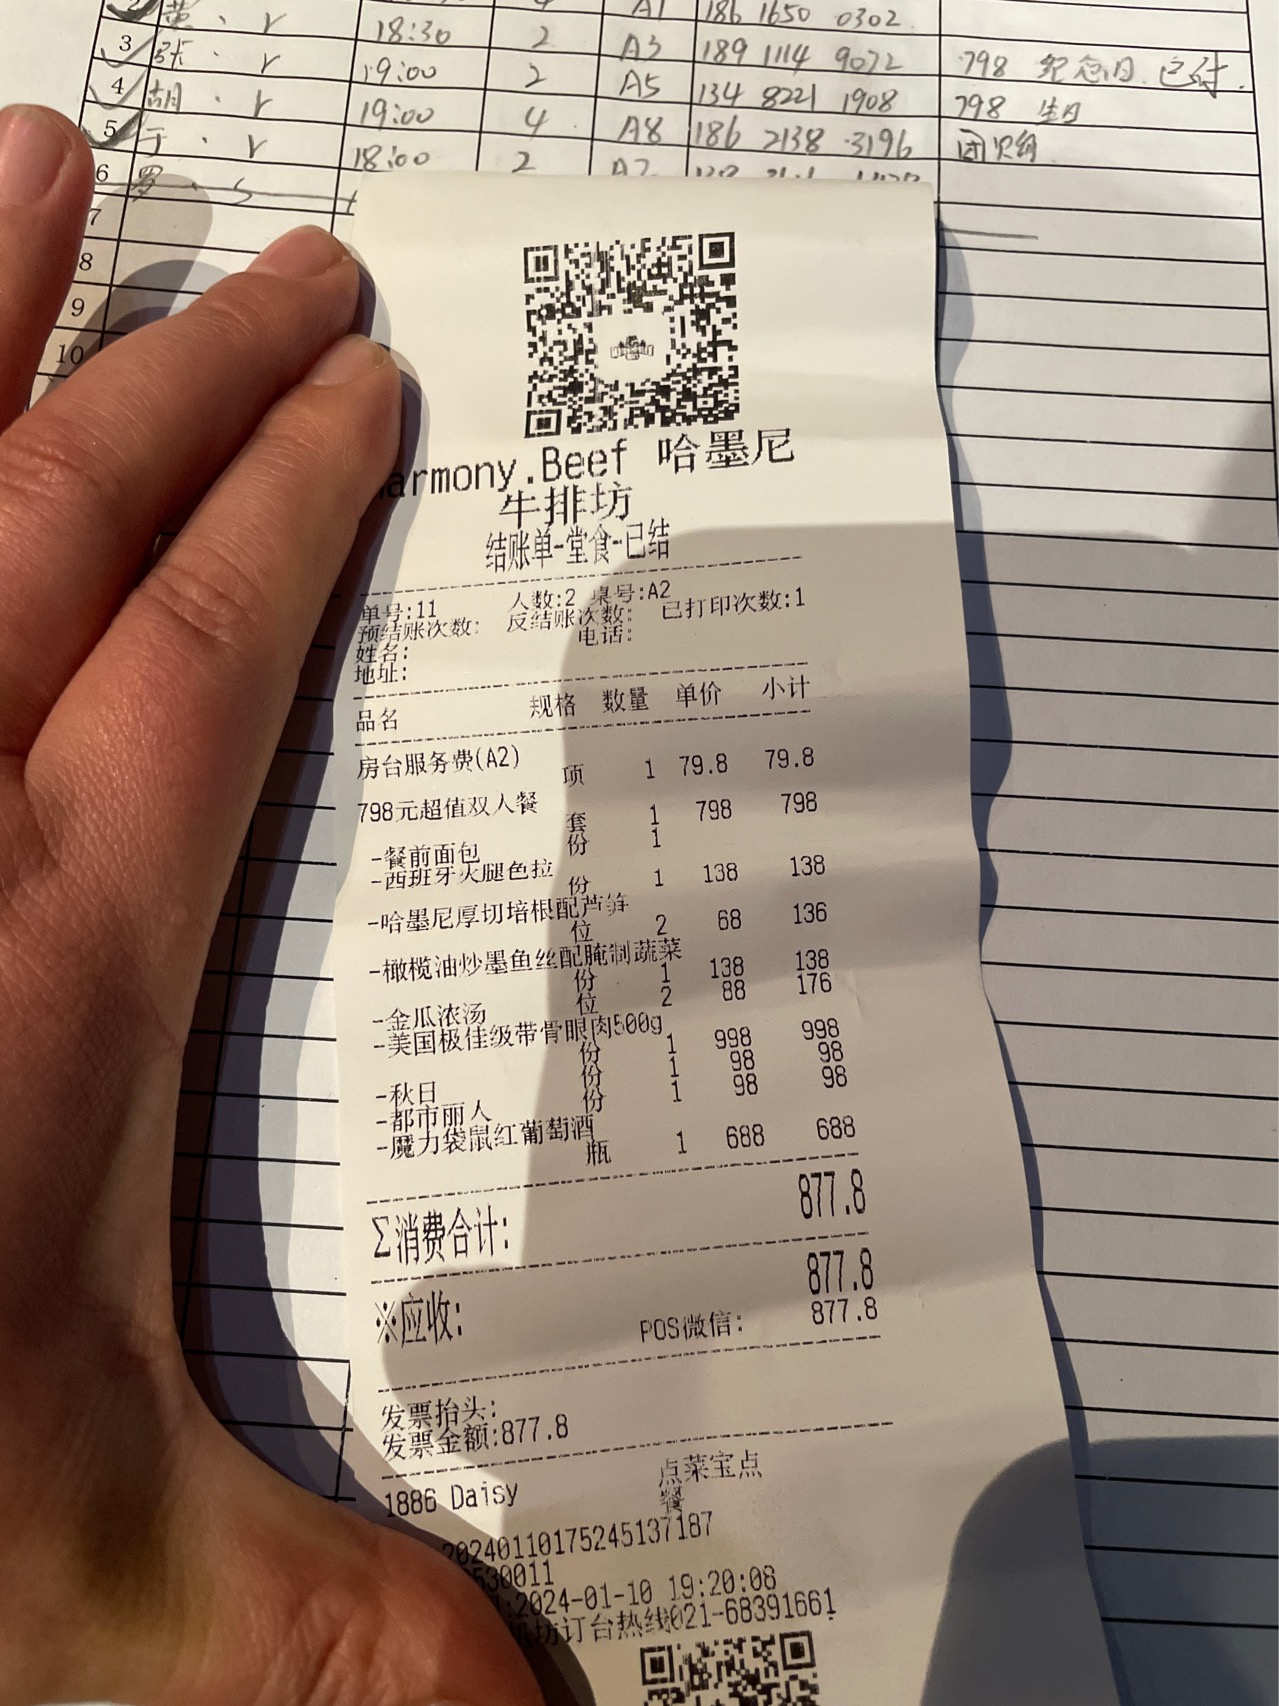 2 A1 186 1650 0302
3 张 · r 18:30 2 A3 189 1114 9072 798 纪念日 已付.
4 胡 · r 19:00 2 A5 134 8221 1908 798 生日
5 于 · r 19:00 4 A8 186 2138 3196
6 罗 · s 18:00 2
7
8
9
10
armony.Beef 哈墨尼
牛排坊
结账单-堂食-已结
单号:11 人数:2 桌号:A2
预结账次数: 反结账次数: 已打印次数:1
姓名: 电话:
地址:
品名 规格 数量 单价 小计
房台服务费(A2)
项 1 79.8 79.8
798元超值双人餐
套 1 798 798
-餐前面包 份 1
-西班牙火腿色拉
份 1 138 138
-哈墨尼厚切培根配芦笋
位 2 68 136
-橄榄油炒墨鱼丝配腌制蔬菜
份 1 138 138
-金瓜浓汤 位 2 88 176
-美国极佳级带骨眼肉500g
份 1 998 998
-秋日 份 1 98 98
-都市丽人 份 1 98 98
-魔力袋鼠红葡萄酒
瓶 1 688 688
Σ消费合计: 877.8
※应收: 877.8
POS微信: 877.8
发票抬头:
发票金额:877.8
1886 Daisy 点菜宝点
餐
20240110175245137187
530011
:2024-01-10 19:20:08
坊订台热线021-68391661